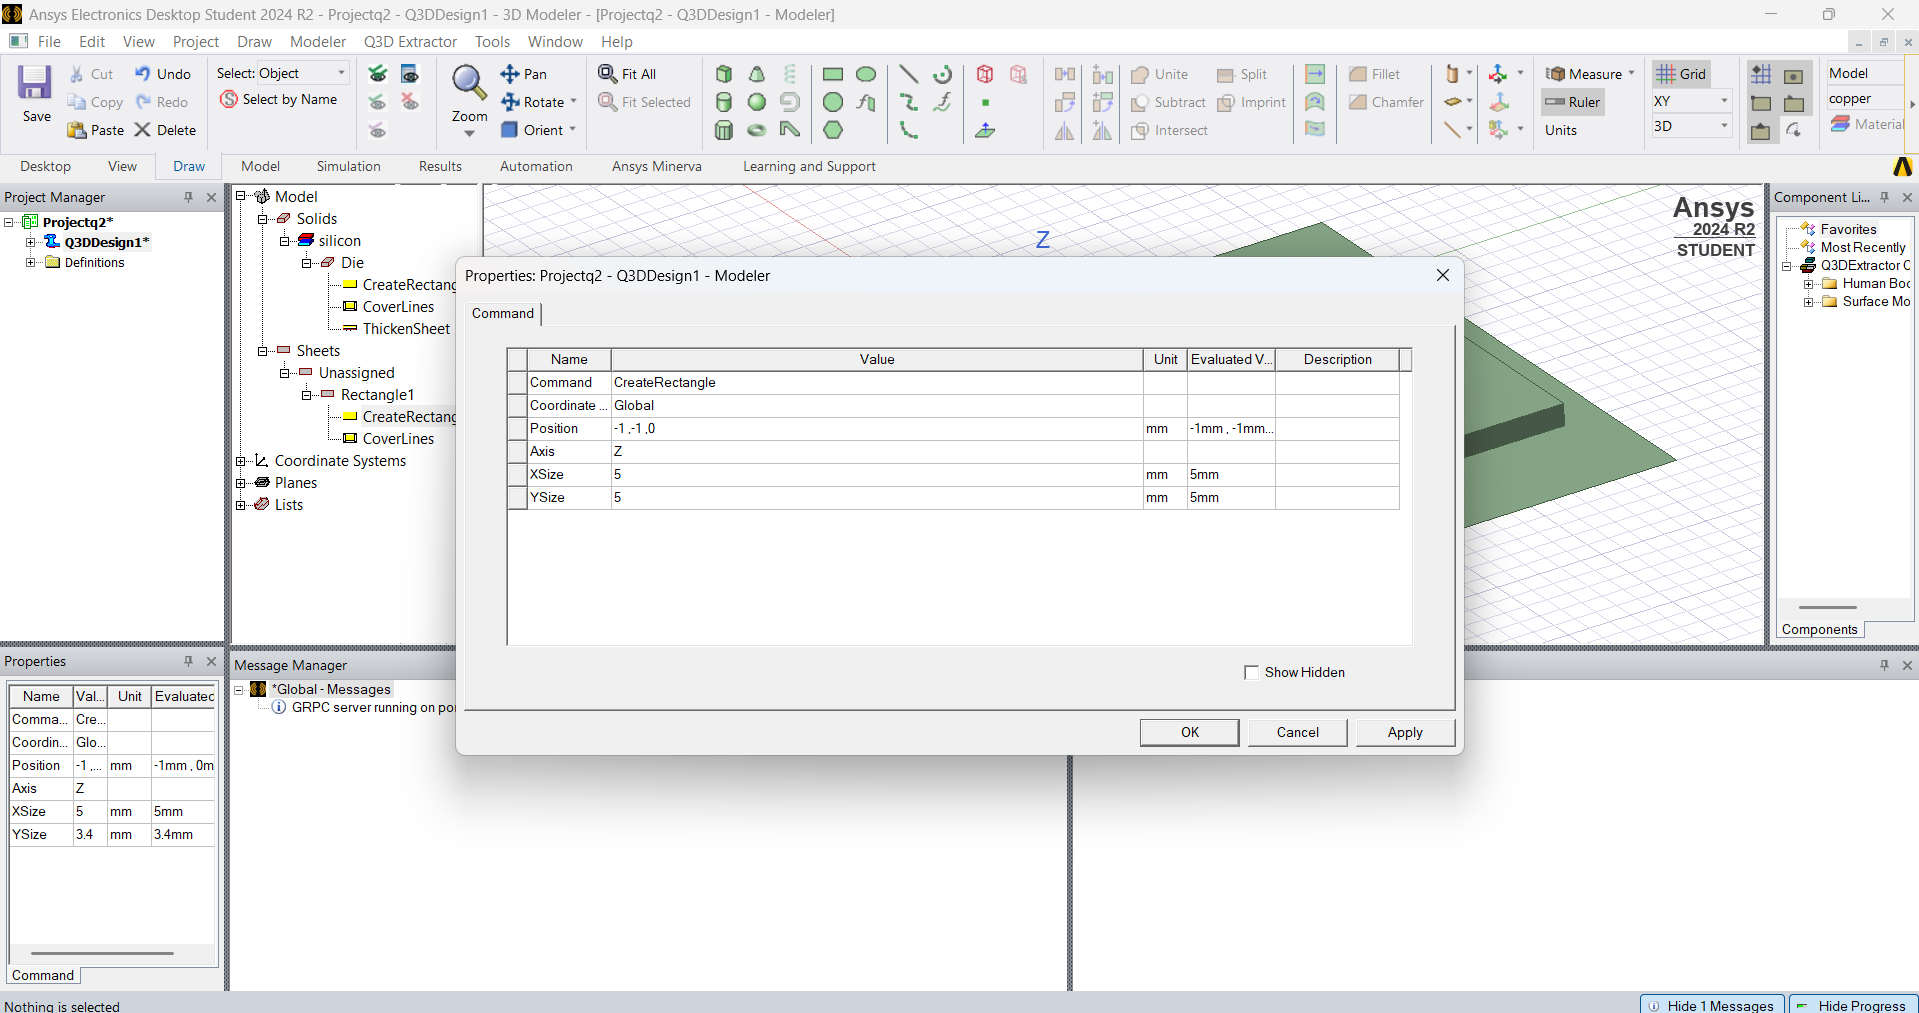 Ansys Electronics Desktop Student 2024 R2 - Projectq2 - Q3DDesign1 - 3D Modeler - [Projectq2 - Q3DDesign1 - Modeler]
File Edit View Project Draw Modeler Q3D Extractor Tools Window Help
Save
Cut
Copy
Paste
Undo
Redo
Delete
Select: Object
Select by Name
Zoom
Pan
Rotate
Orient
Fit All
Fit Selected
Unite
Subtract
Intersect
Split
Imprint
Fillet
Chamfer
Measure
Ruler
Units
Grid
XY
3D
Model
copper
Material
Desktop View Draw Model Simulation Results Automation Ansys Minerva Learning and Support
Project Manager
Projectq2*
Q3DDesign1*
Definitions
Model
Solids
silicon
Die
CreateRectang
CoverLines
ThickenSheet
Sheets
Unassigned
Rectangle1
CreateRectang
CoverLines
Coordinate Systems
Planes
Lists
Z
Ansys
2024 R2
STUDENT
Component Li...
Favorites
Most Recently
Q3DExtractor C
Human Boo
Surface Mo
Components
Properties: Projectq2 - Q3DDesign1 - Modeler
Command
Name Value Unit Evaluated V... Description
Command CreateRectangle
Coordinate ... Global
Position -1 ,-1 ,0 mm -1mm , -1mm...
Axis Z
XSize 5 mm 5mm
YSize 5 mm 5mm
Show Hidden
OK Cancel Apply
Properties
Name Val... Unit Evaluated
Comma... Cre...
Coordin... Glo...
Position -1 ,... mm -1mm , 0m
Axis Z
XSize 5 mm 5mm
YSize 3.4 mm 3.4mm
Command
Message Manager
*Global - Messages
GRPC server running on po
Nothing is selected
Hide 1 Messages
Hide Progress